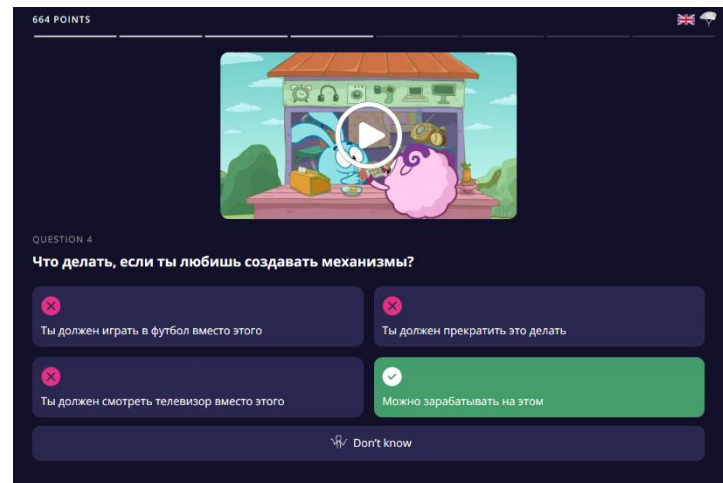 664 POINTS
QUESTION 4
Что делать, если ты любишь создавать механизмы?
Ты должен играть в футбол вместо этого
Ты должен прекратить это делать
Ты должен смотреть телевизор вместо этого
Можно зарабатывать на этом
Don't know